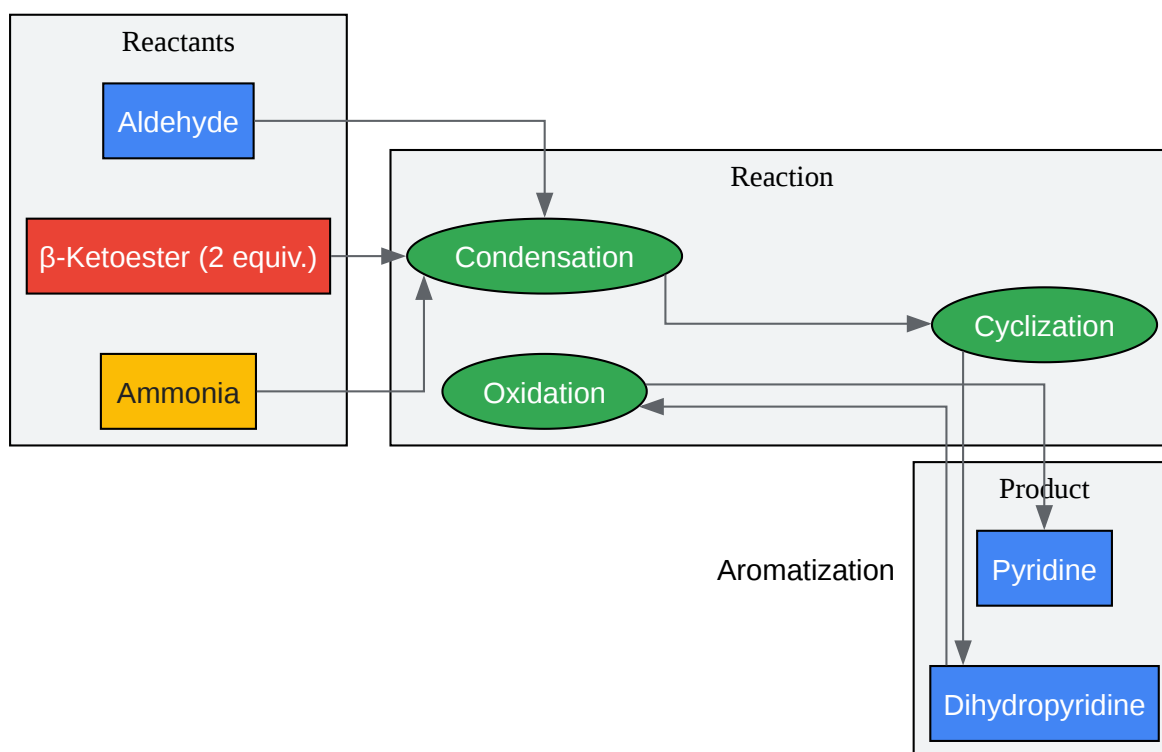 Reactants
Aldehyde
β-Ketoester (2 equiv.)
Ammonia
Reaction
Condensation
Cyclization
Oxidation
Product
Aromatization
Pyridine
Dihydropyridine